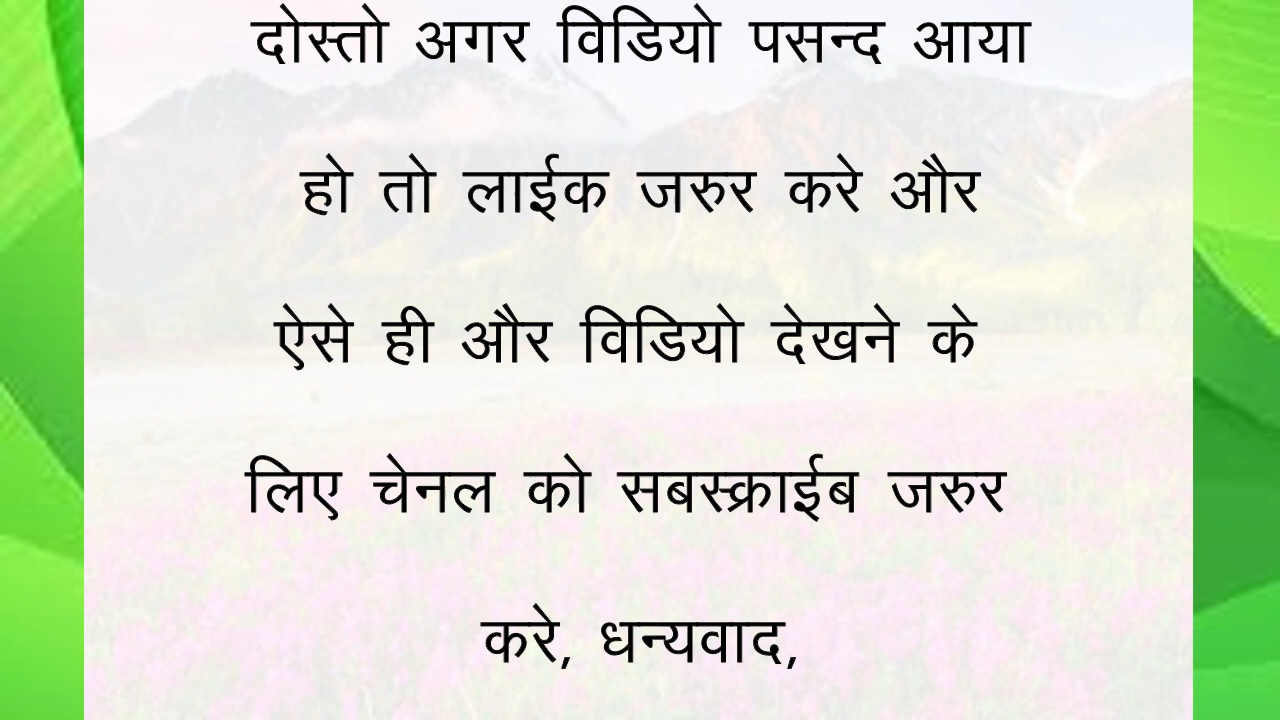 दोस्तो अगर विडियो पसन्द आया
हो तो लाईक जरुर करे और
ऐसे ही और विडियो देखने के
लिए चेनल को सबस्क्राईब जरुर
करे, धन्यवाद,